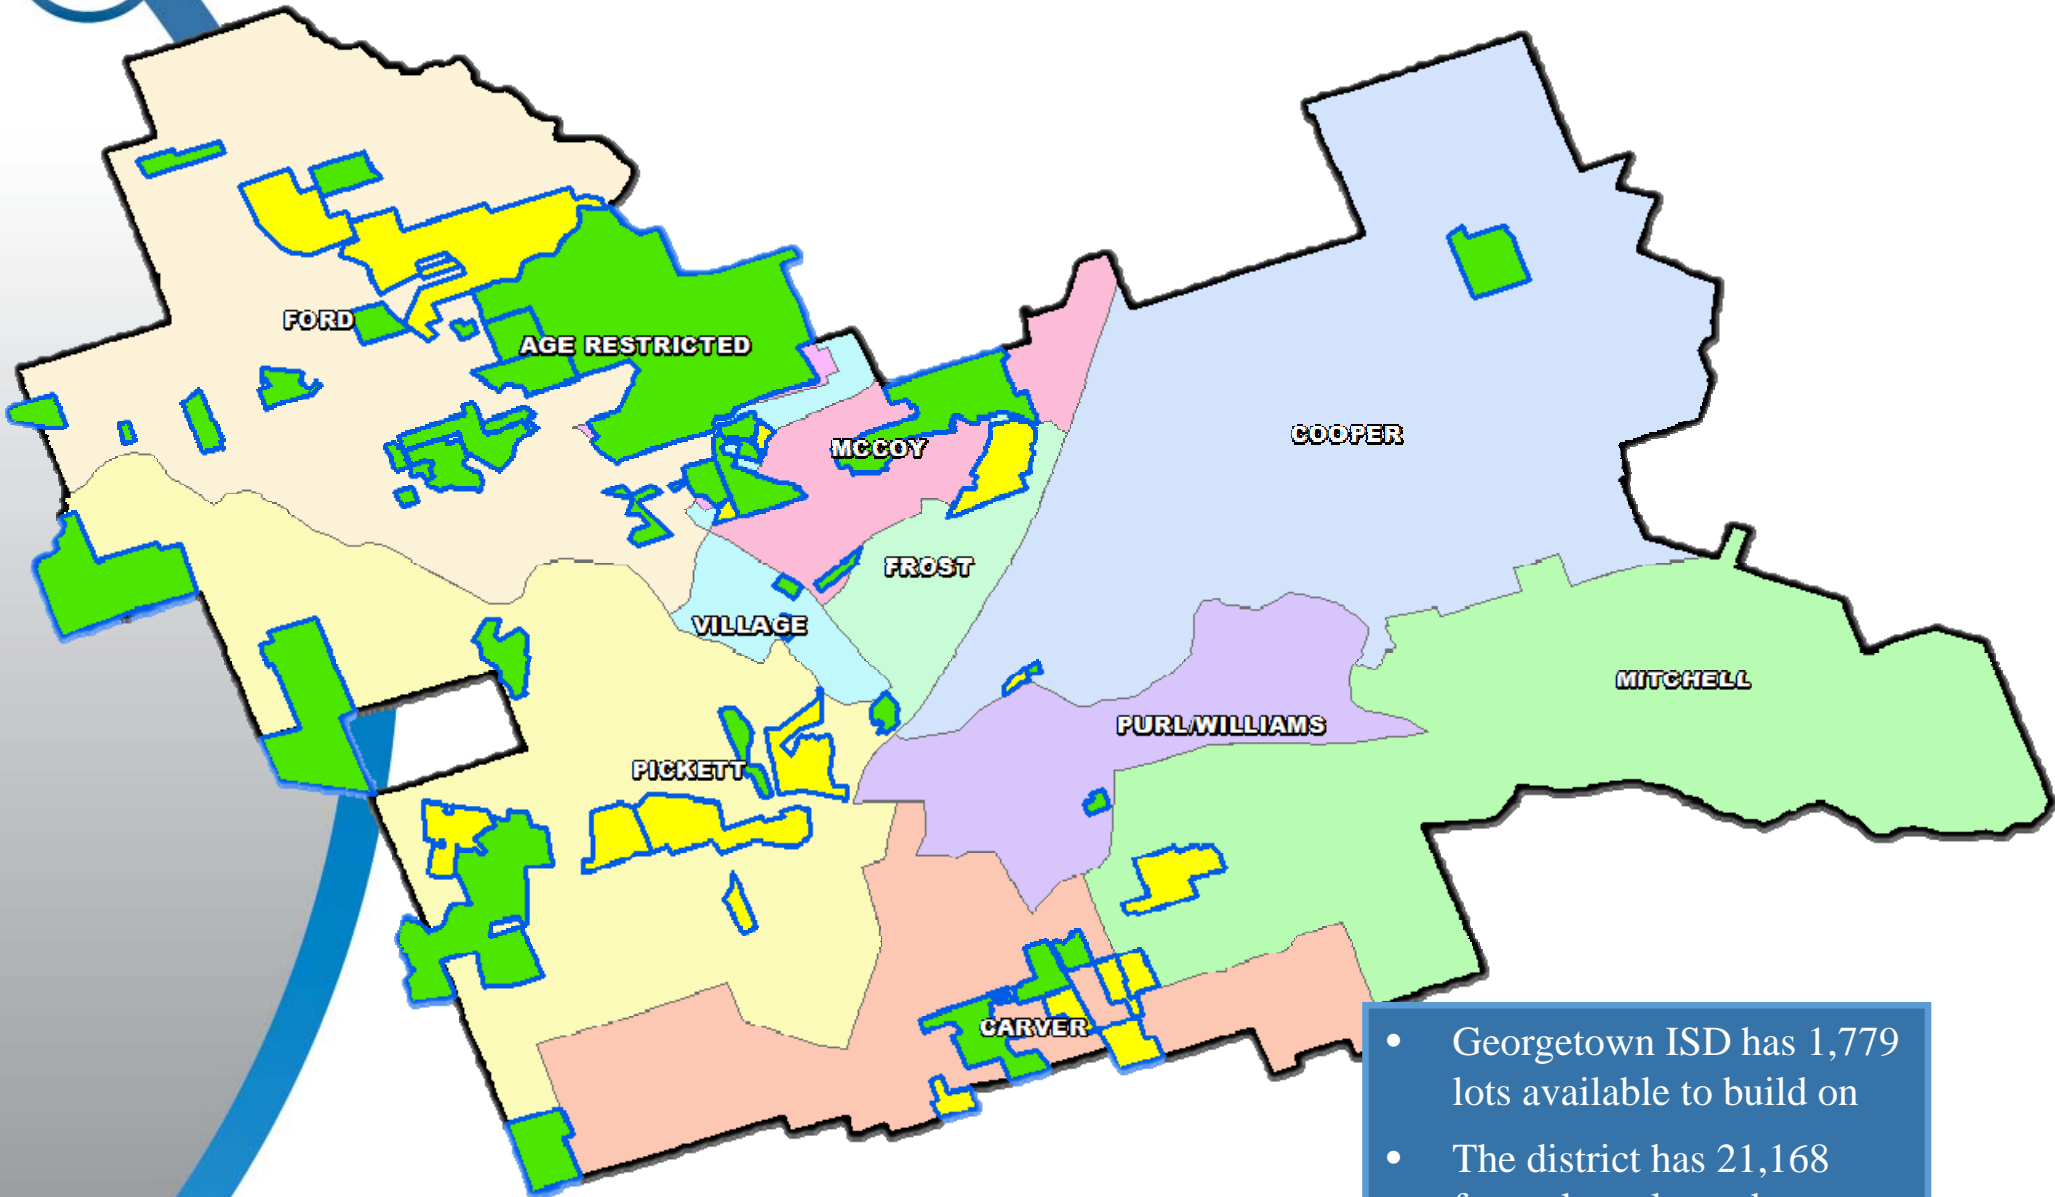 FORD
AGE RESTRICTED
MCCOY
COOPER
FROST
VILLAGE
MITCHELL
PURL/WILLIAMS
PICKETT
CARVER
• Georgetown ISD has 1,779
lots available to build on
• The district has 21,168